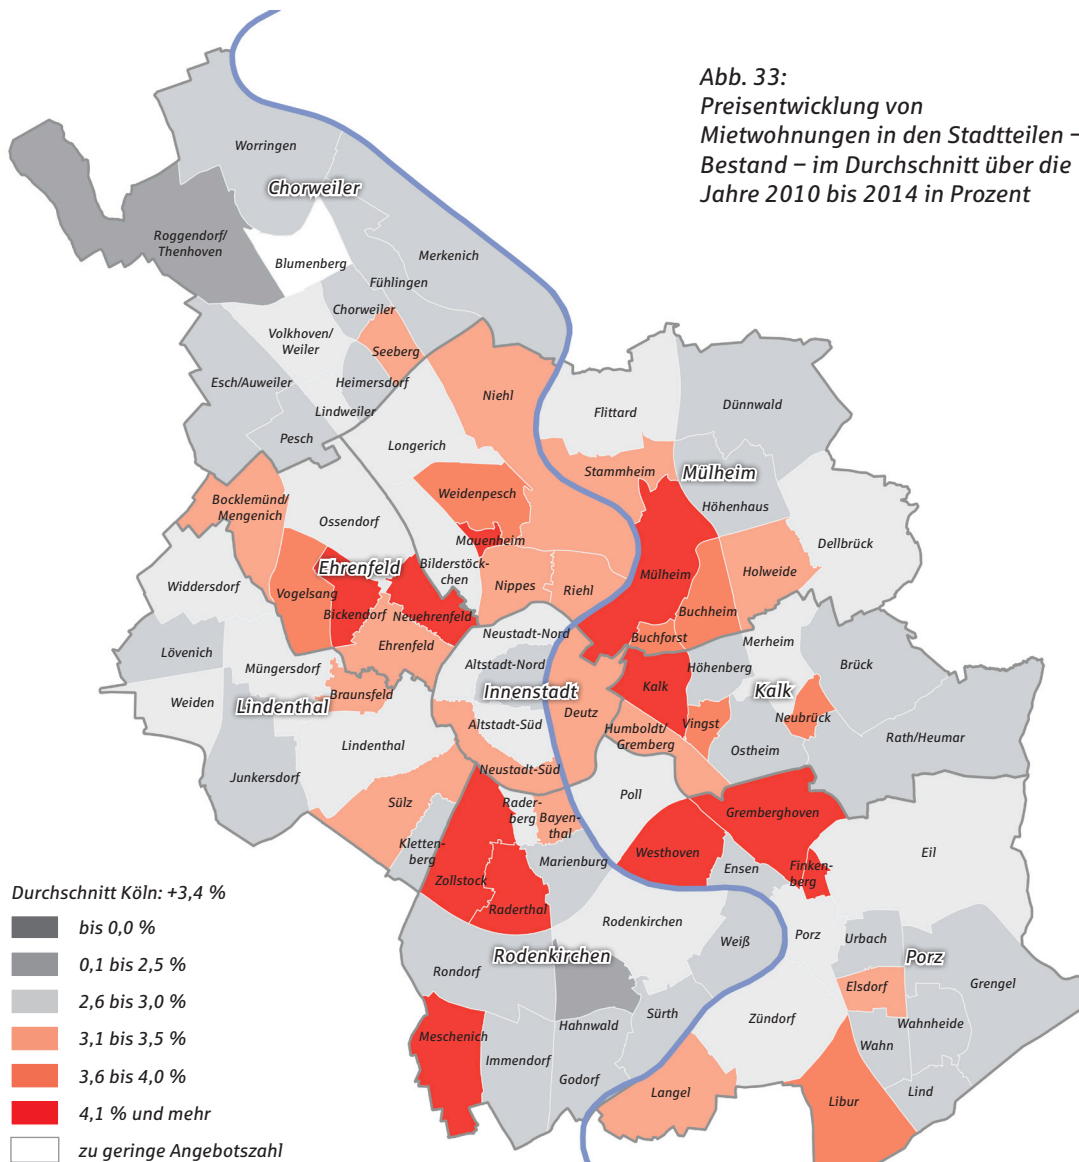 Abb. 33:
Preisentwicklung von
Mietwohnungen in den Stadtteilen –
Bestand – im Durchschnitt über die
Jahre 2010 bis 2014 in Prozent
Worringen
Chorweiler
Roggendorf/
Thenhoven
Blumenberg
Merkenich
Fühlingen
Chorweiler
Volkhoven/
Weiler
Seeberg
Esch/Auweiler
Heimersdorf
Lindweiler
Pesch
Niehl
Longerich
Flittard
Dünnwald
Stammheim
Mülheim
Höhenhaus
Weidenpesch
Bocklemünd/
Mengenich
Ossendorf
Mauenheim
Dellbrück
Ehrenfeld
Bilderstöck-
chen
Widdersdorf
Vogelsang
Nippes
Riehl
Mülheim
Holweide
Bickendorf
Neuehrenfeld
Buchheim
Buchforst
Neustadt-Nord
Merheim
Ehrenfeld
Lövenich
Müngersdorf
Altstadt-Nord
Höhenberg
Brück
Weiden
Braunsfeld
Innenstadt
Kalk
Kalk
Lindenthal
Deutz
Neubrück
Altstadt-Süd
Humboldt/
Gremberg
Vingst
Lindenthal
Rath/Heumar
Ostheim
Junkersdorf
Neustadt-Süd
Sülz
Rader-
berg
Bayen-
thal
Poll
Gremberghoven
Kletten-
berg
Marienburg
Westhoven
Eil
Ensen
Finken-
berg
Zollstock
Raderthal
Rodenkirchen
Weiß
Porz
Urbach
Rodenkirchen
Porz
Rondorf
Elsdorf
Grengel
Hahnwald
Sürth
Zündorf
Wahnheide
Meschenich
Immendorf
Wahn
Godorf
Langel
Libur
Lind
Durchschnitt Köln: +3,4 %
bis 0,0 %
0,1 bis 2,5 %
2,6 bis 3,0 %
3,1 bis 3,5 %
3,6 bis 4,0 %
4,1 % und mehr
zu geringe Angebotszahl